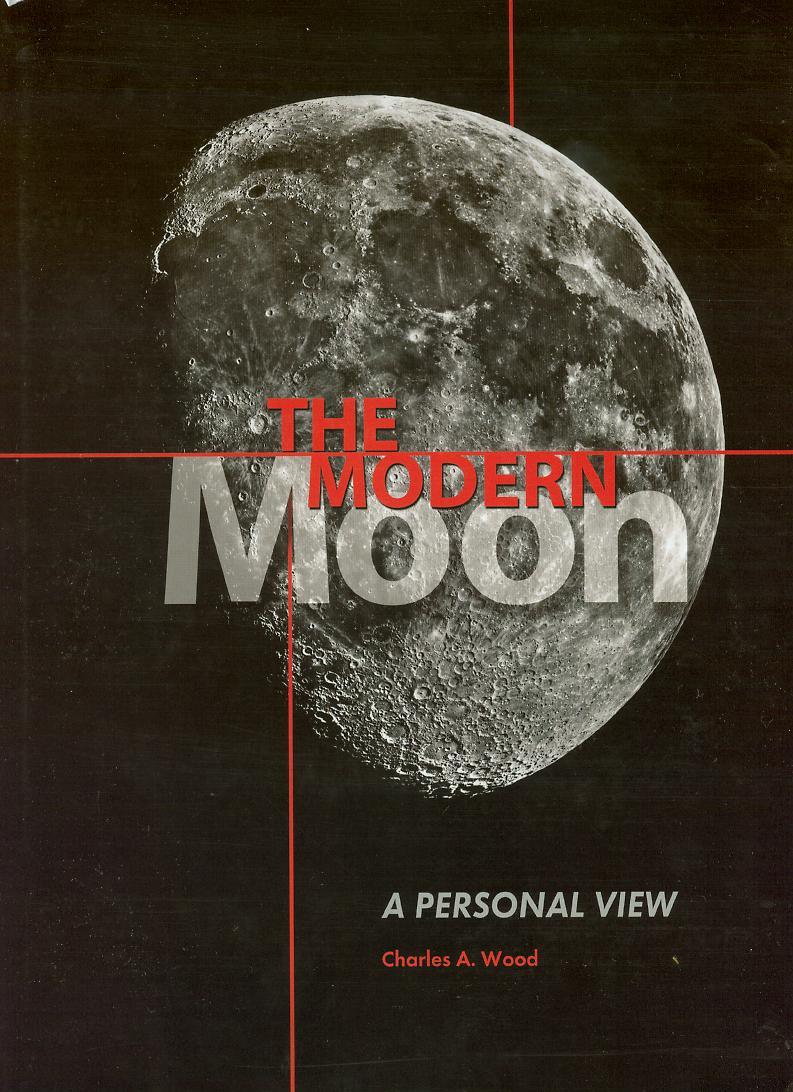 THE
MODERN
Moon
A PERSONAL VIEW
Charles A. Wood